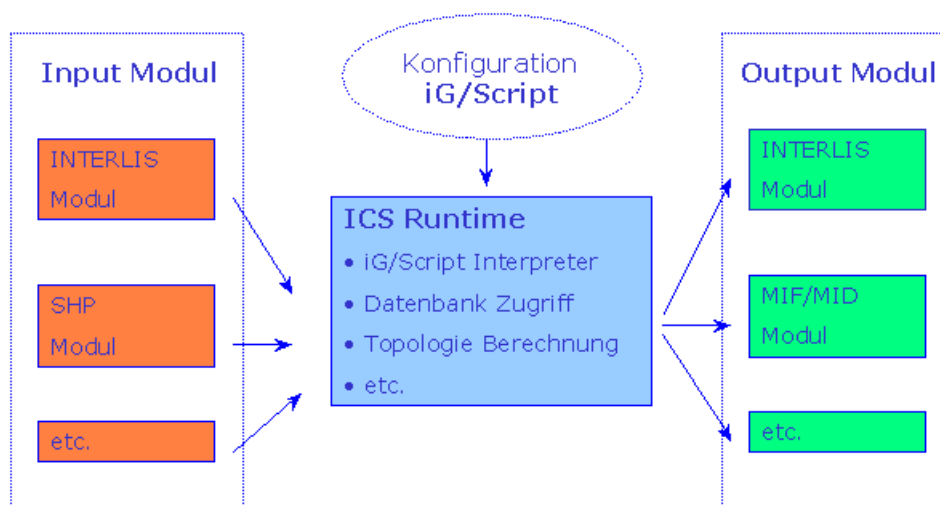 Input Modul
INTERLIS
Modul
SHP
Modul
etc.
Konfiguration
iG/Script
ICS Runtime
• iG/Script Interpreter
• Datenbank Zugriff
• Topologie Berechnung
• etc.
Output Modul
INTERLIS
Modul
MIF/MID
Modul
etc.